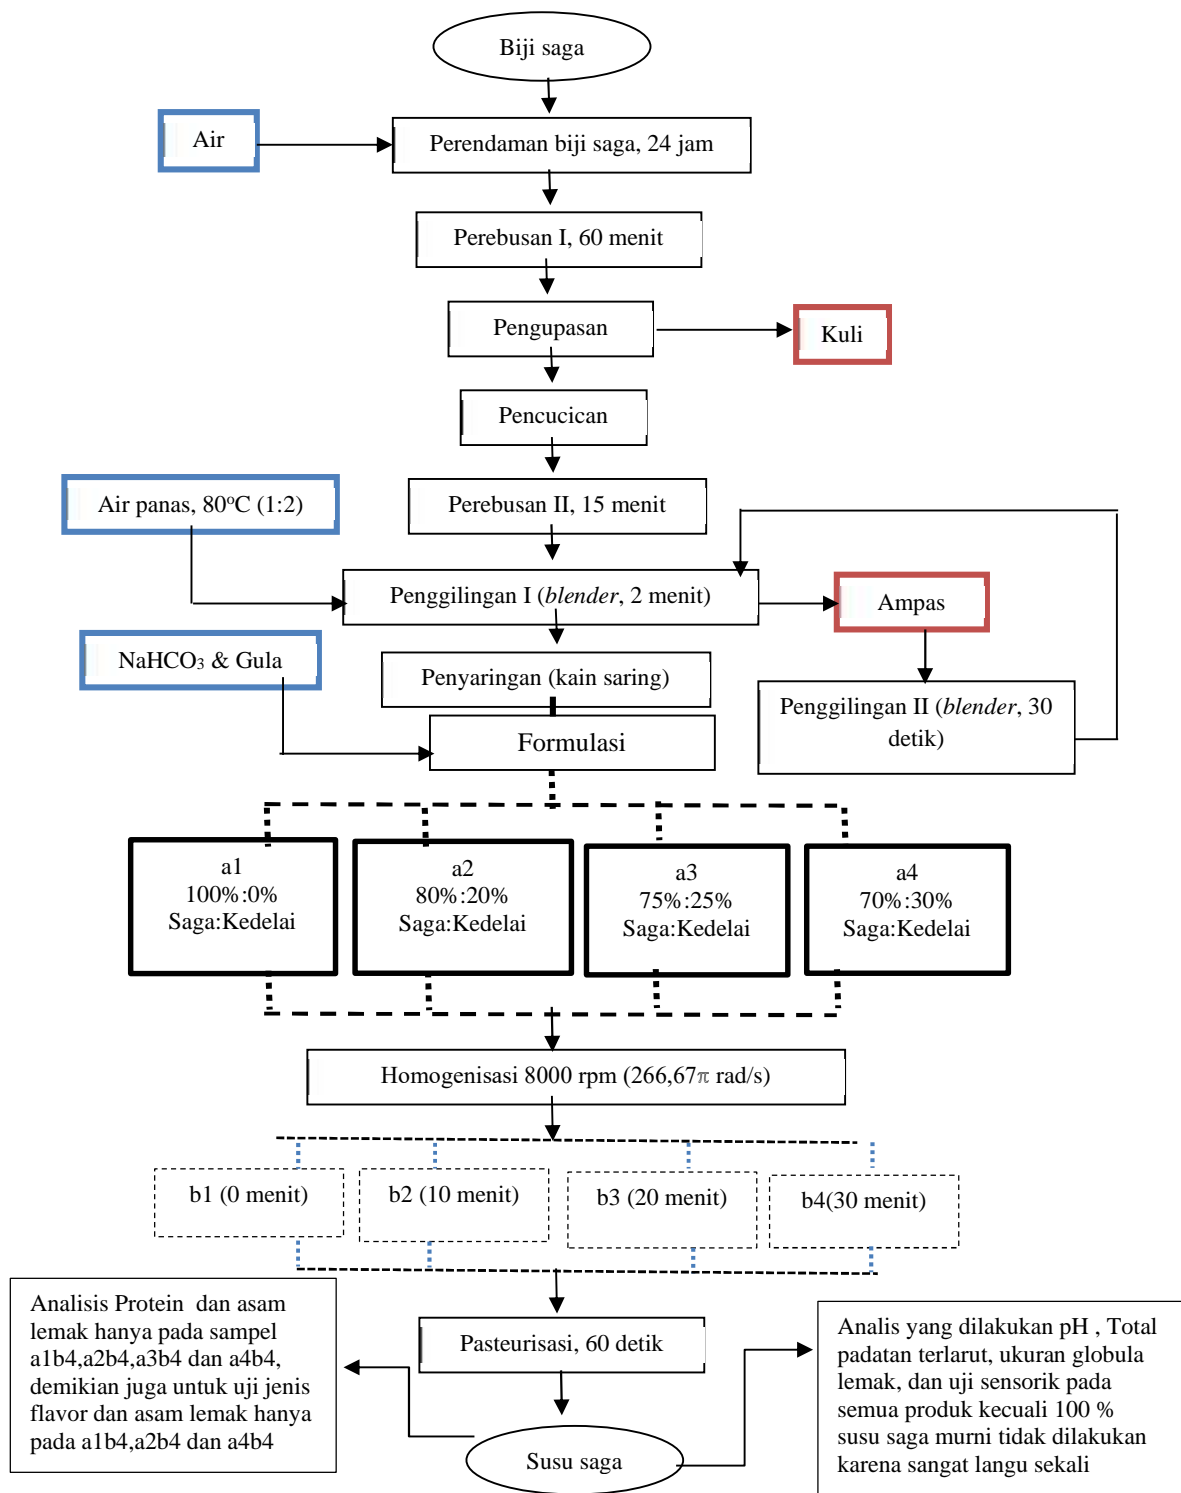 Biji saga
Air
Perendaman biji saga, 24 jam
Perebusan I, 60 menit
Pengupasan
Kuli
Pencucican
Air panas, 80°C (1:2)
Perebusan II, 15 menit
Penggilingan I (blender, 2 menit)
Ampas
NaHCO₃ & Gula
Penyaringan (kain saring)
Penggilingan II (blender, 30
detik)
Formulasi
a1
100%:0%
Saga:Kedelai
a2
80%:20%
Saga:Kedelai
a3
75%:25%
Saga:Kedelai
a4
70%:30%
Saga:Kedelai
Homogenisasi 8000 rpm (266,67π rad/s)
b1 (0 menit)
b2 (10 menit)
b3 (20 menit)
b4(30 menit)
Analisis Protein dan asam
lemak hanya pada sampel
a1b4,a2b4,a3b4 dan a4b4,
demikian juga untuk uji jenis
flavor dan asam lemak hanya
pada a1b4,a2b4 dan a4b4
Pasteurisasi, 60 detik
Susu saga
Analis yang dilakukan pH , Total
padatan terlarut, ukuran globula
lemak, dan uji sensorik pada
semua produk kecuali 100 %
susu saga murni tidak dilakukan
karena sangat langu sekali